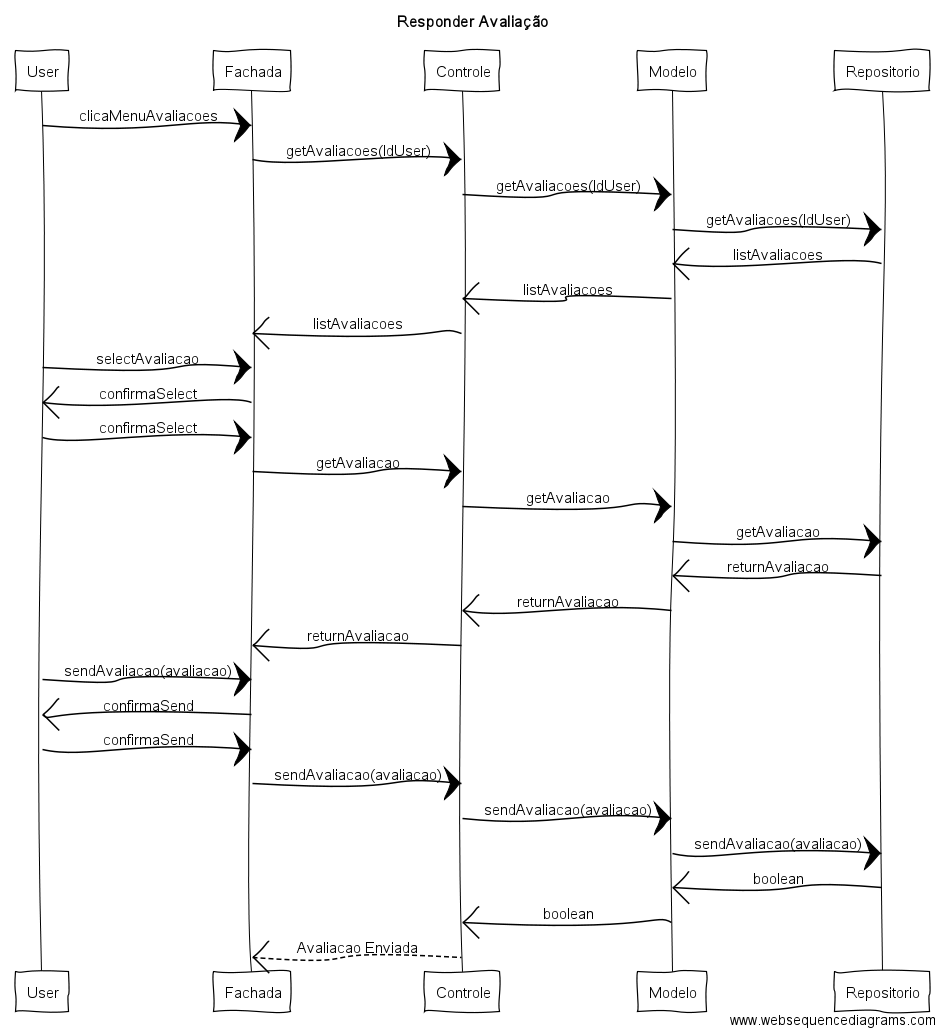 Responder Avaliação
User Fachada Controle Modelo Repositorio
clicaMenuAvaliacoes
getAvaliacoes(IdUser)
getAvaliacoes(IdUser)
getAvaliacoes(IdUser)
listAvaliacoes
listAvaliacoes
listAvaliacoes
selectAvaliacao
confirmaSelect
confirmaSelect
getAvaliacao
getAvaliacao
getAvaliacao
returnAvaliacao
returnAvaliacao
returnAvaliacao
sendAvaliacao(avaliacao)
confirmaSend
confirmaSend
sendAvaliacao(avaliacao)
sendAvaliacao(avaliacao)
sendAvaliacao(avaliacao)
boolean
boolean
Avaliacao Enviada
User Fachada Controle Modelo Repositorio
www.websequencediagrams.com